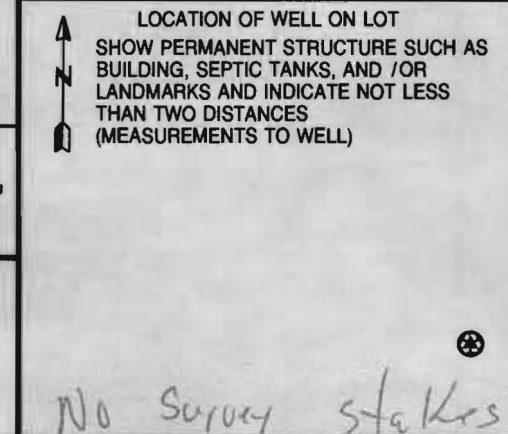 LOCATION OF WELL ON LOT
SHOW PERMANENT STRUCTURE SUCH AS
BUILDING, SEPTIC TANKS, AND /OR
LANDMARKS AND INDICATE NOT LESS
THAN TWO DISTANCES
(MEASUREMENTS TO WELL)
N
No Survey stakes